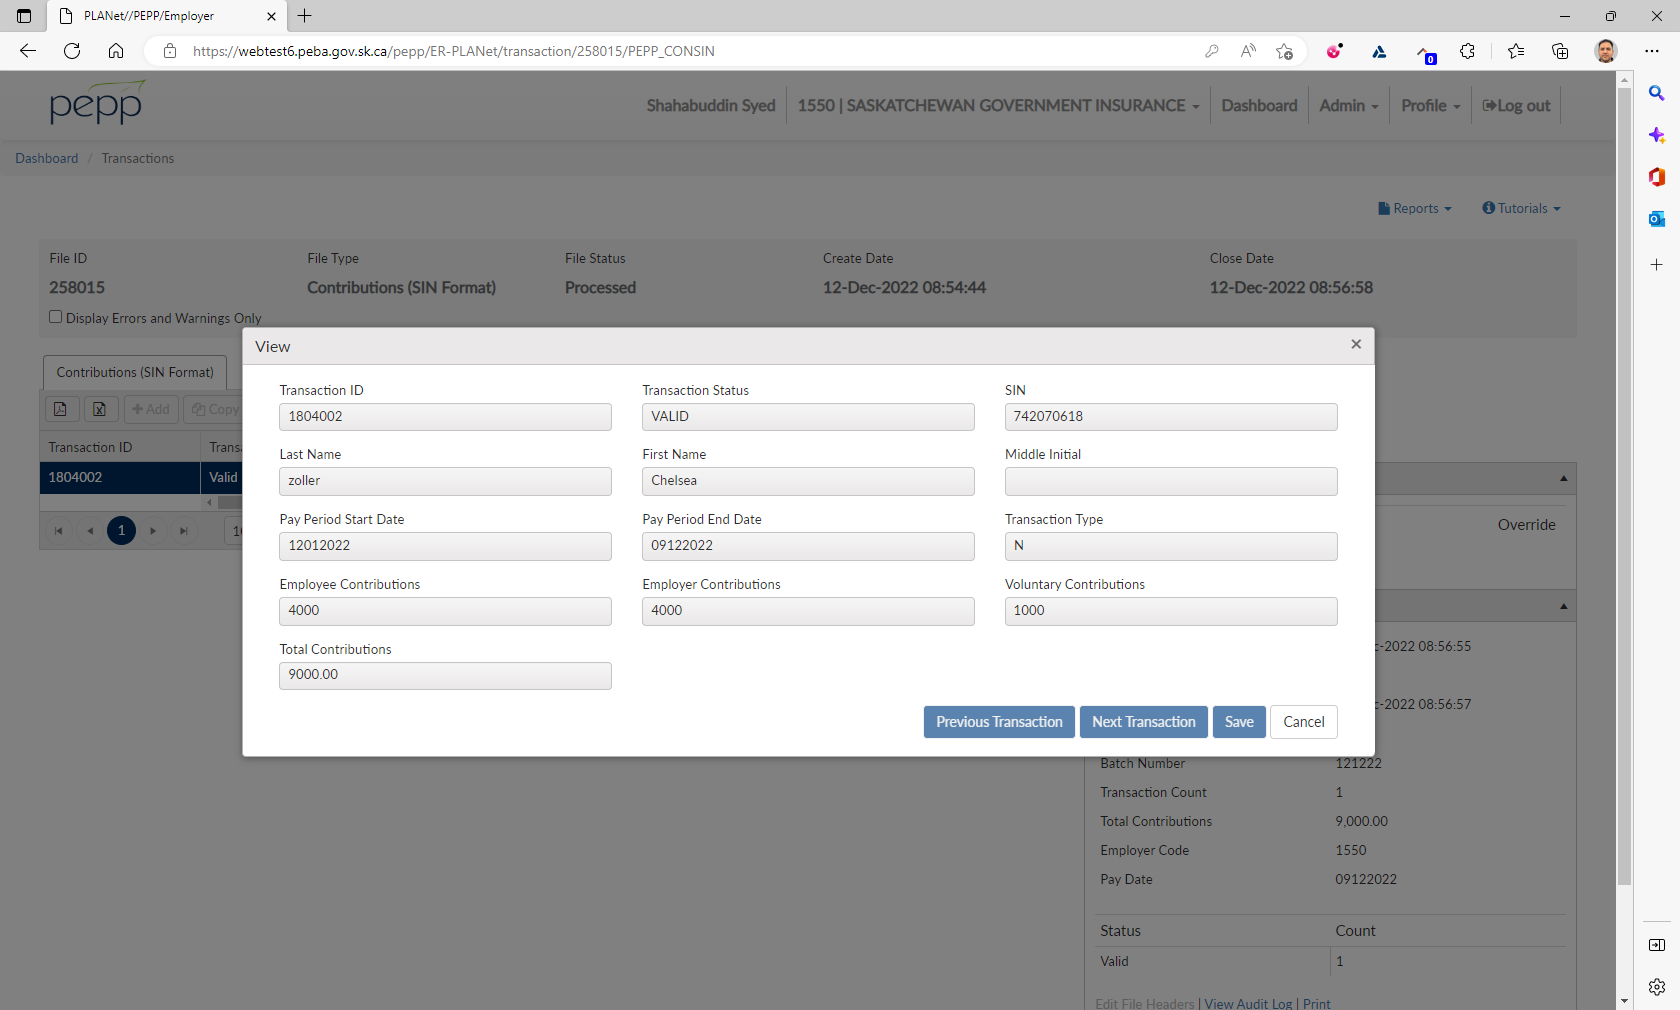 PLANet//PEPP/Employer
https://webtest6.peba.gov.sk.ca/pepp/ER-PLANet/transaction/258015/PEPP_CONSIN
0
pepp
Shahabuddin Syed
1550 | SASKATCHEWAN GOVERNMENT INSURANCE
Dashboard
Admin
Profile
Log out
Dashboard / Transactions
Reports
Tutorials
File ID
File Type
File Status
Create Date
Close Date
258015
Contributions (SIN Format)
Processed
12-Dec-2022 08:54:44
12-Dec-2022 08:56:58
Display Errors and Warnings Only
Contributions (SIN Format)
Add
Copy
Transaction ID
Transa
1804002
Valid
1
10
View
Transaction ID
Transaction Status
SIN
1804002
VALID
742070618
Last Name
First Name
Middle Initial
zoller
Chelsea
Pay Period Start Date
Pay Period End Date
Transaction Type
12012022
09122022
N
Employee Contributions
Employer Contributions
Voluntary Contributions
4000
4000
1000
Total Contributions
9000.00
Previous Transaction
Next Transaction
Save
Cancel
Override
c-2022 08:56:55
c-2022 08:56:57
Batch Number
121222
Transaction Count
1
Total Contributions
9,000.00
Employer Code
1550
Pay Date
09122022
Status
Count
Valid
1
Edit File Headers | View Audit Log | Print